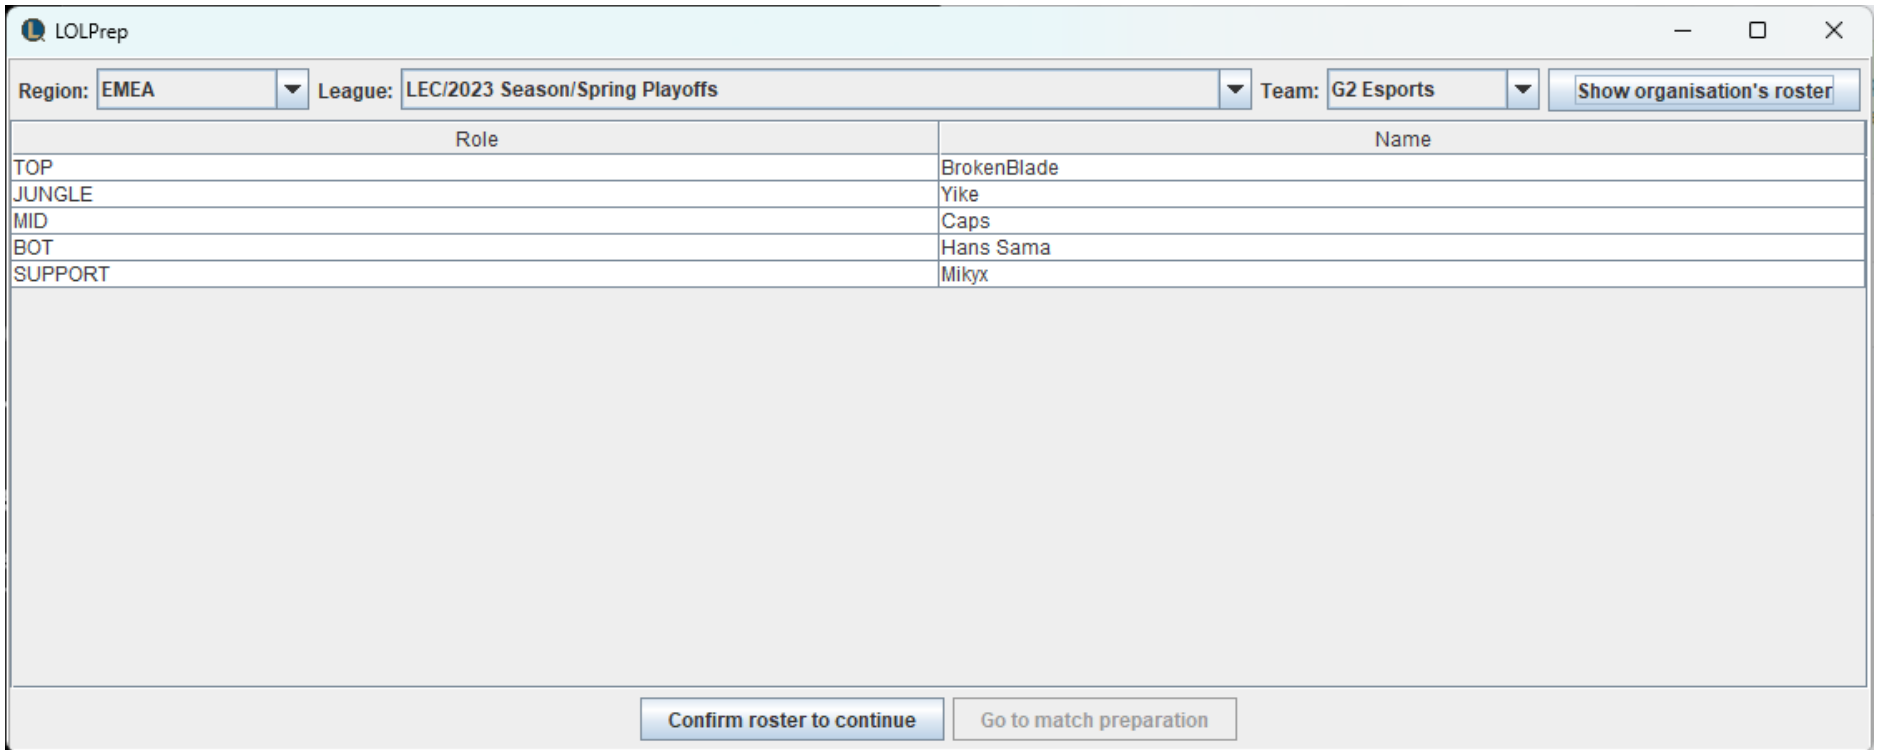 LOLPrep
Region: EMEA League: LEC/2023 Season/Spring Playoffs Team: G2 Esports Show organisation's roster
Role Name
TOP BrokenBlade
JUNGLE Yike
MID Caps
BOT Hans Sama
SUPPORT Mikyx
Confirm roster to continue Go to match preparation